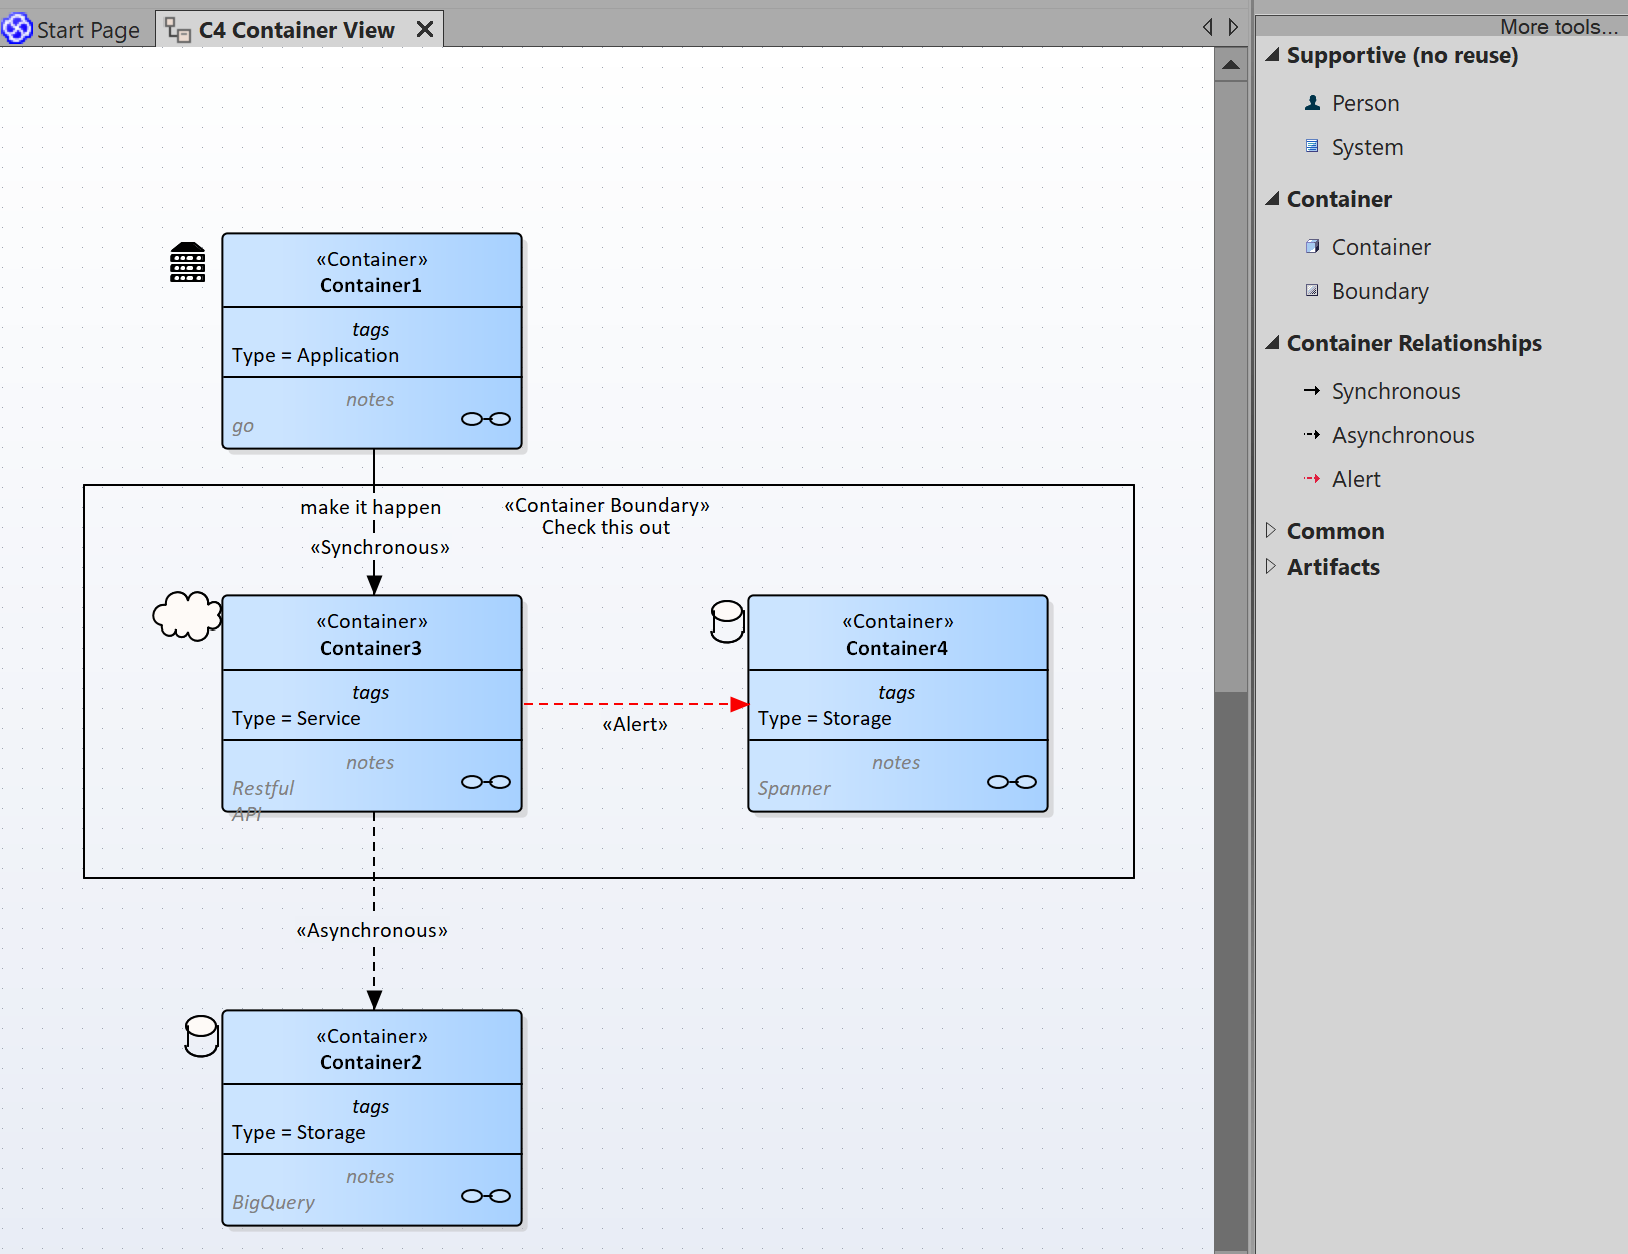 Start Page
C4 Container View
More tools...
«Container»
Container1
tags
Type = Application
notes
go
make it happen
«Synchronous»
«Container Boundary»
Check this out
«Container»
Container3
tags
Type = Service
notes
Restful
API
«Alert»
«Container»
Container4
tags
Type = Storage
notes
Spanner
«Asynchronous»
«Container»
Container2
tags
Type = Storage
notes
BigQuery
Supportive (no reuse)
Person
System
Container
Container
Boundary
Container Relationships
Synchronous
Asynchronous
Alert
Common
Artifacts